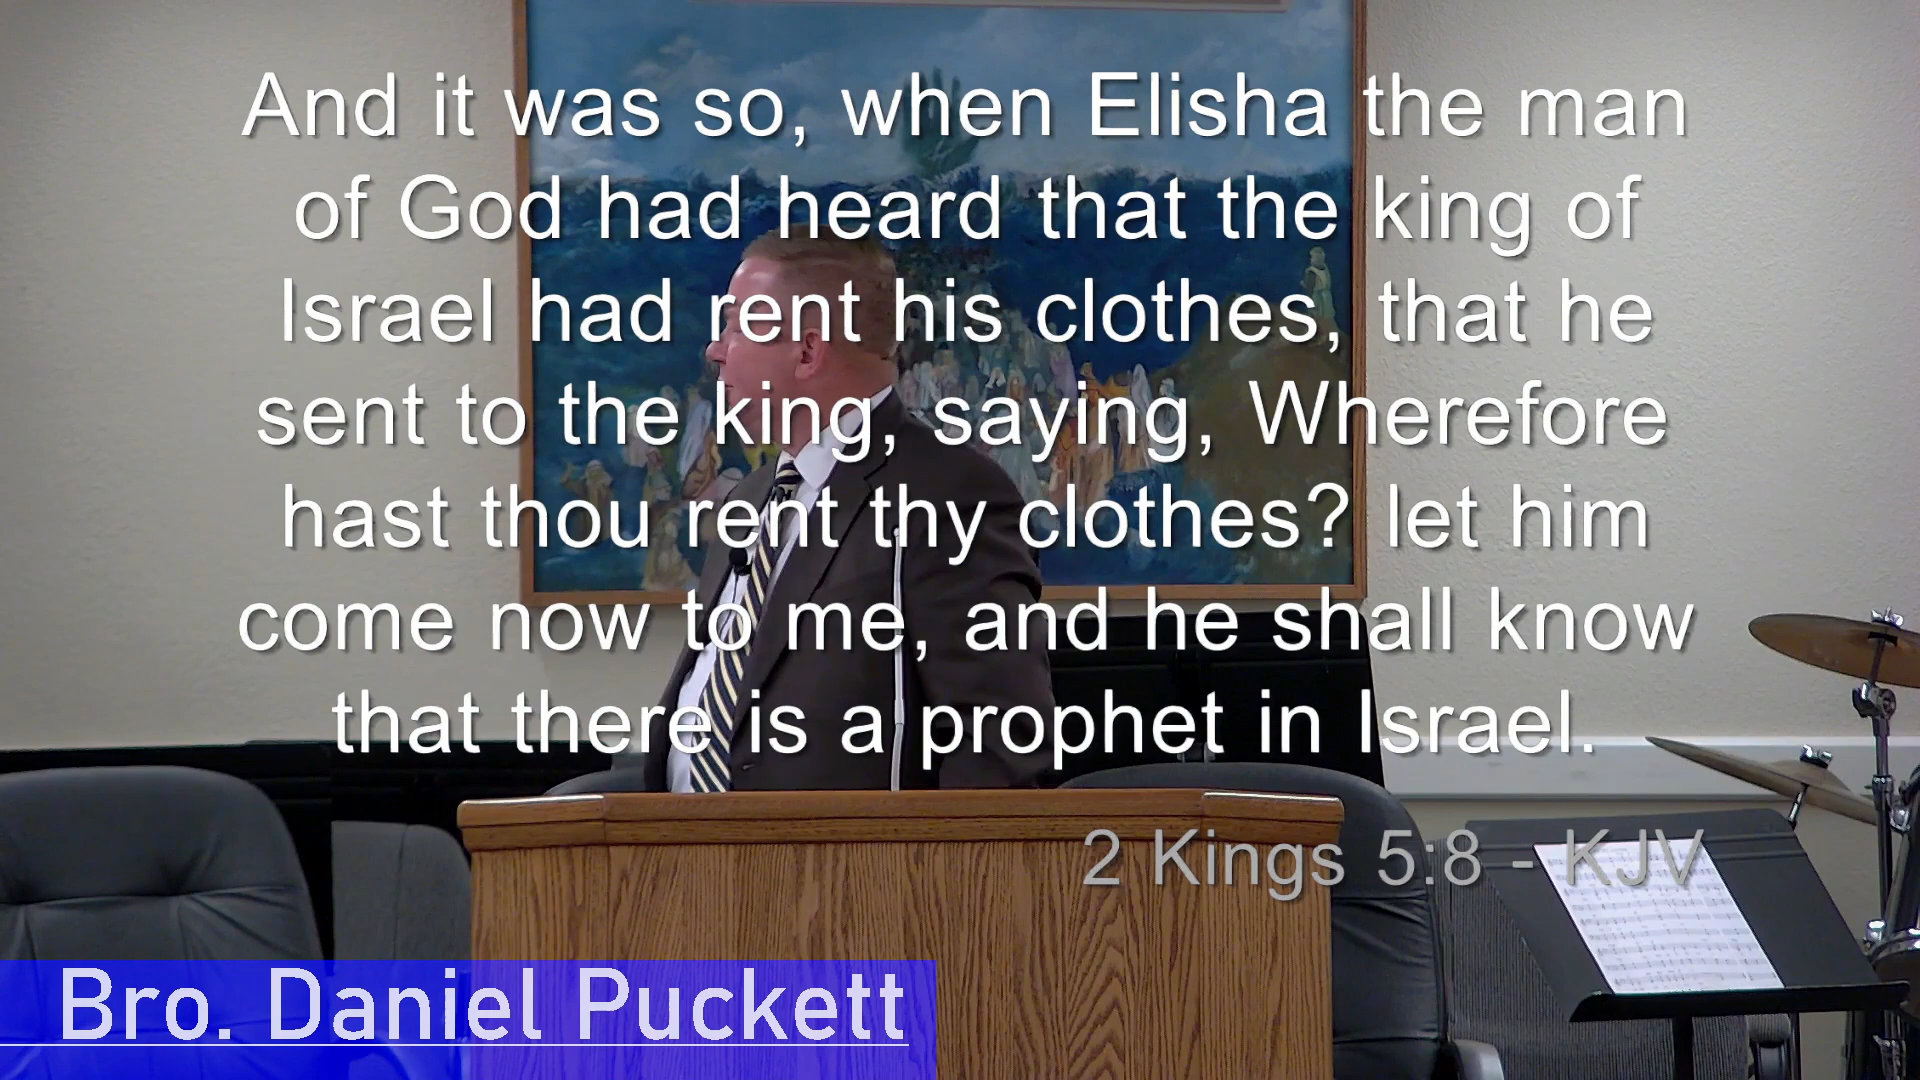 And it was so, when Elisha the man
of God had heard that the king of
Israel had rent his clothes, that he
sent to the king, saying, Wherefore
hast thou rent thy clothes? let him
come now to me, and he shall know
that there is a prophet in Israel.
2 Kings 5:8 - KJV
Bro. Daniel Puckett